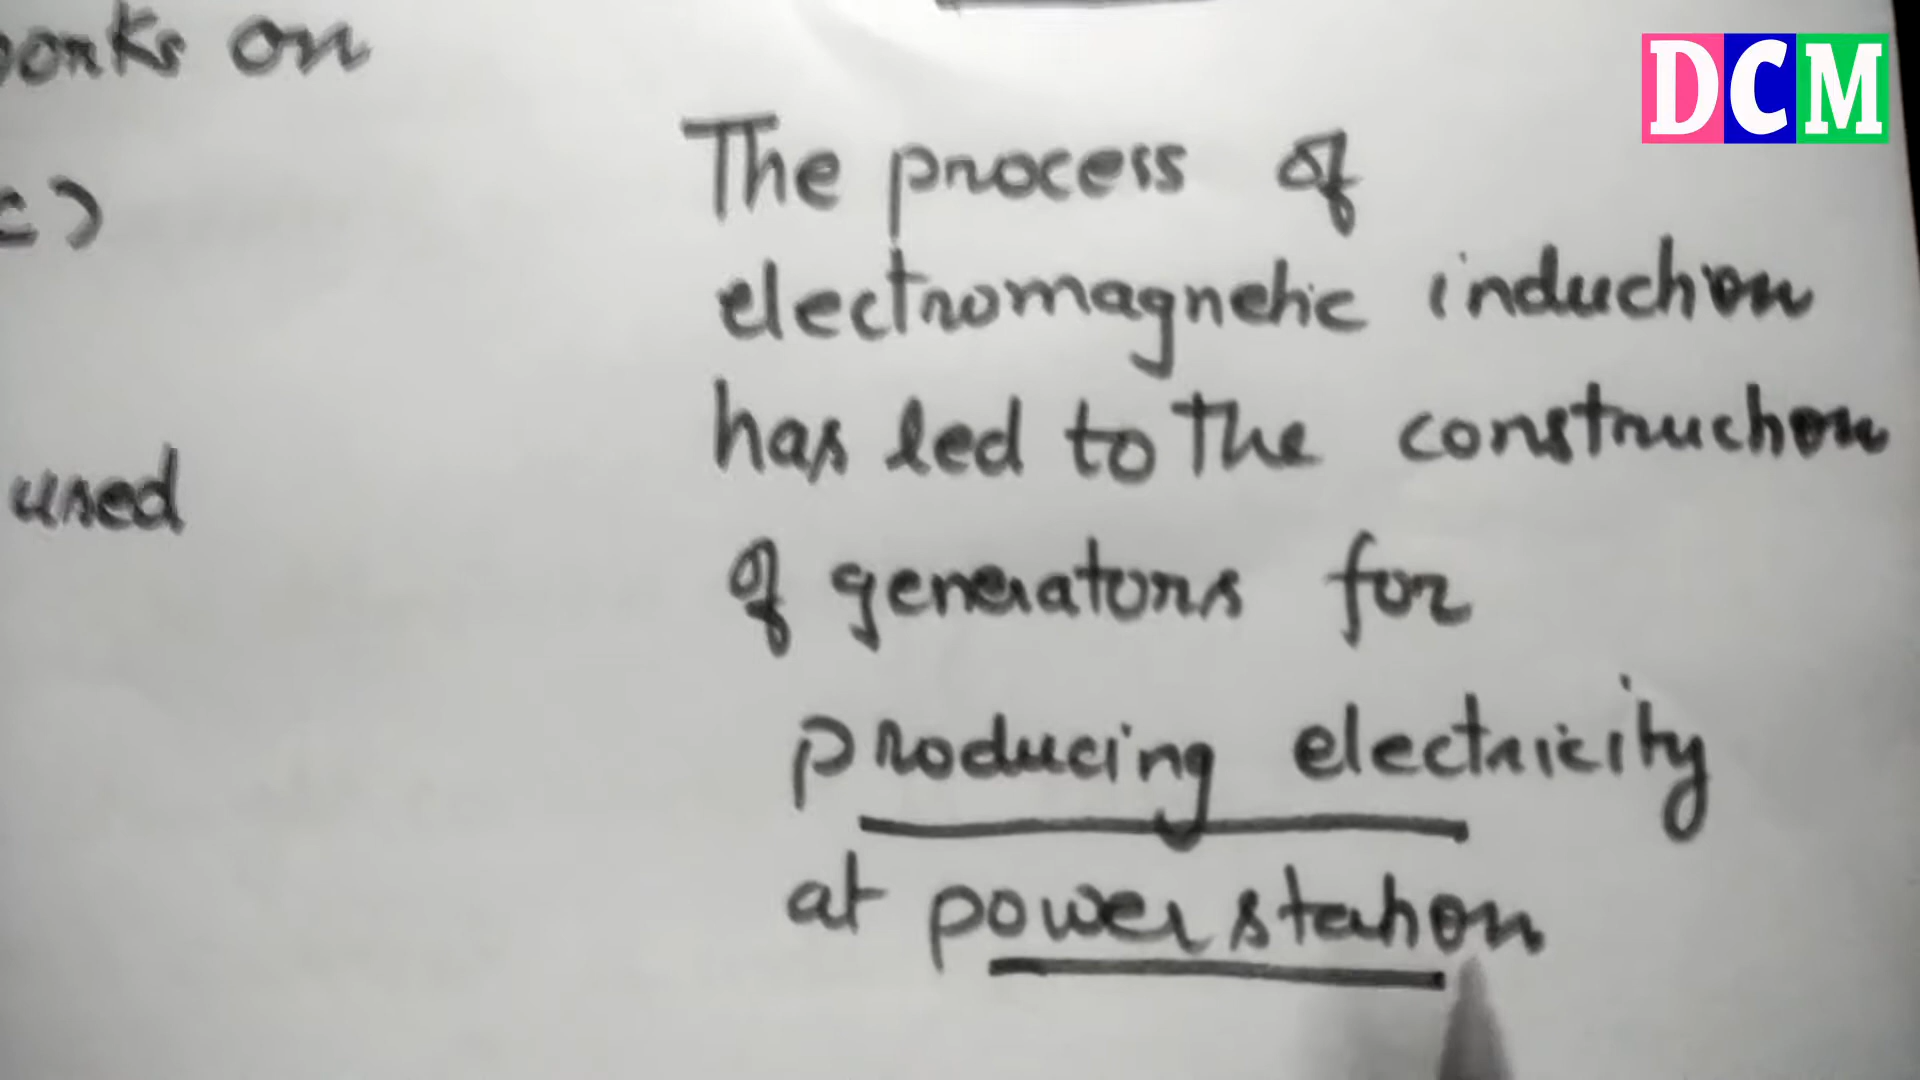 on
DCM
The process of
electromagnetic induction
used
has led to the construction
of generators for
producing electricity
at power station